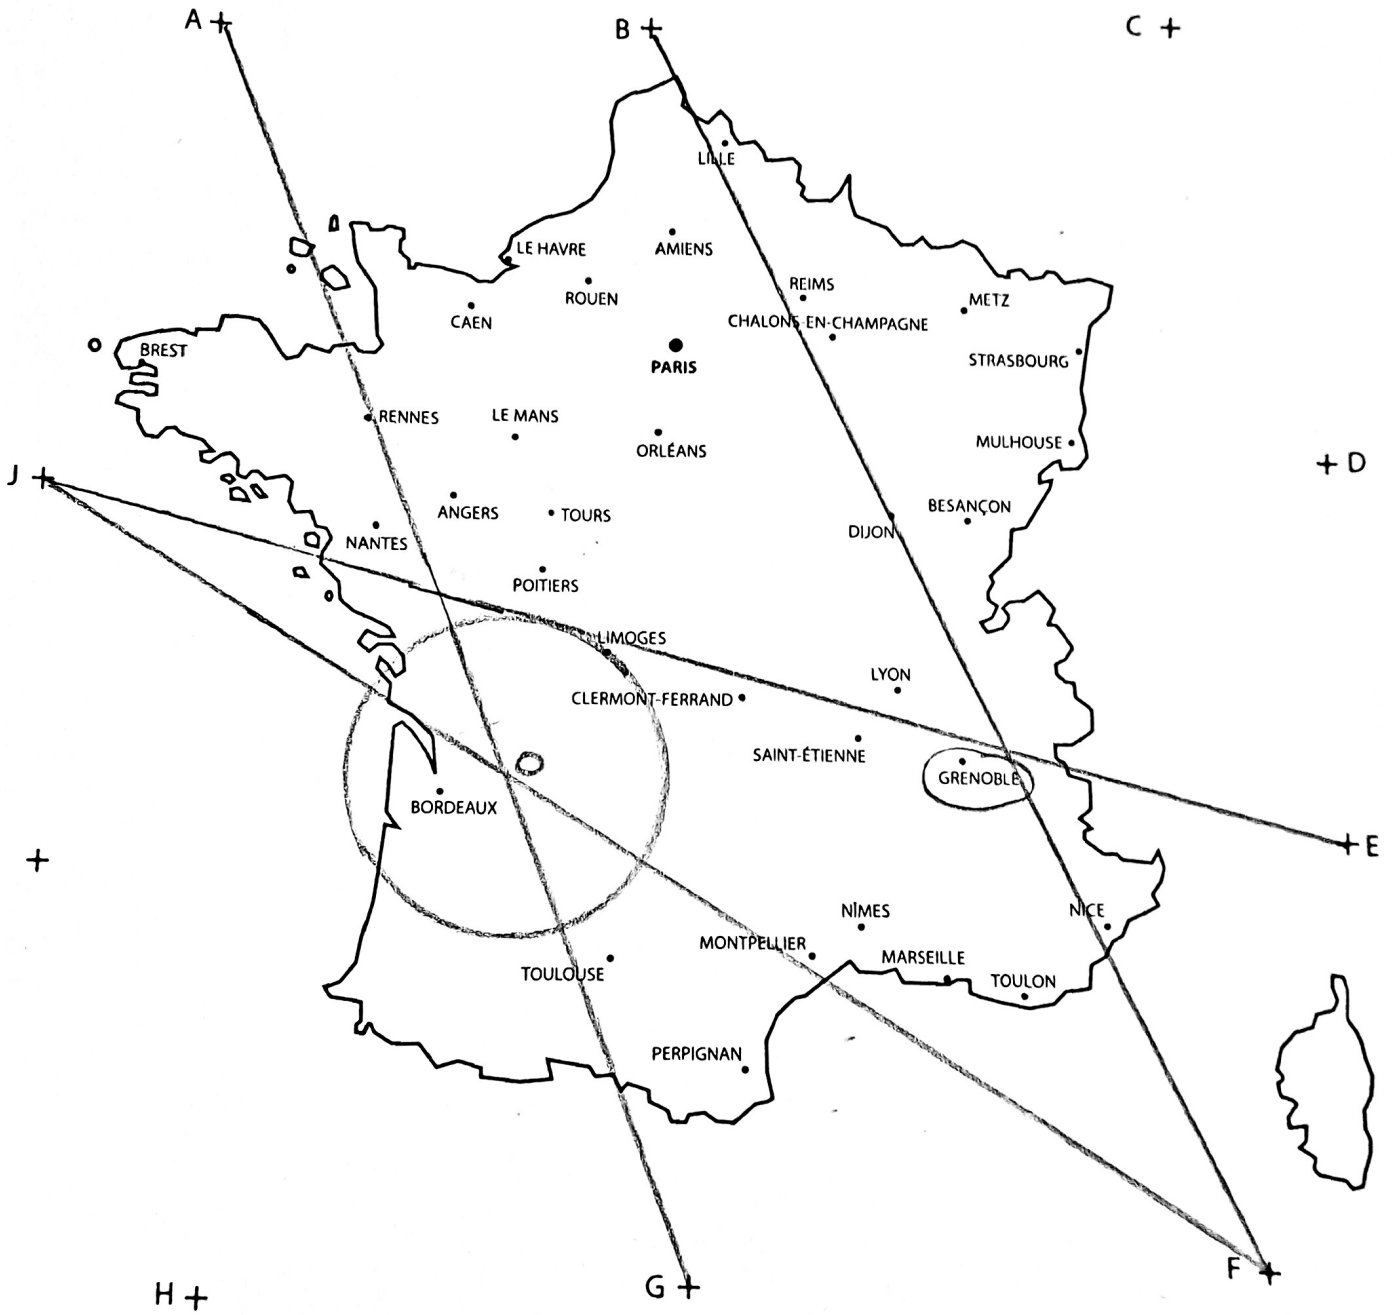 A
B
C
LILLE
LE HAVRE
AMIENS
ROUEN
REIMS
METZ
CAEN
CHALONS-EN-CHAMPAGNE
BREST
PARIS
STRASBOURG
RENNES
LE MANS
ORLÉANS
MULHOUSE
D
J
ANGERS
TOURS
BESANÇON
NANTES
DIJON
POITIERS
LIMOGES
LYON
CLERMONT-FERRAND
SAINT-ÉTIENNE
O
GRENOBLE
BORDEAUX
E
NÎMES
NICE
MONTPELLIER
MARSEILLE
TOULOUSE
TOULON
PERPIGNAN
F
G
H